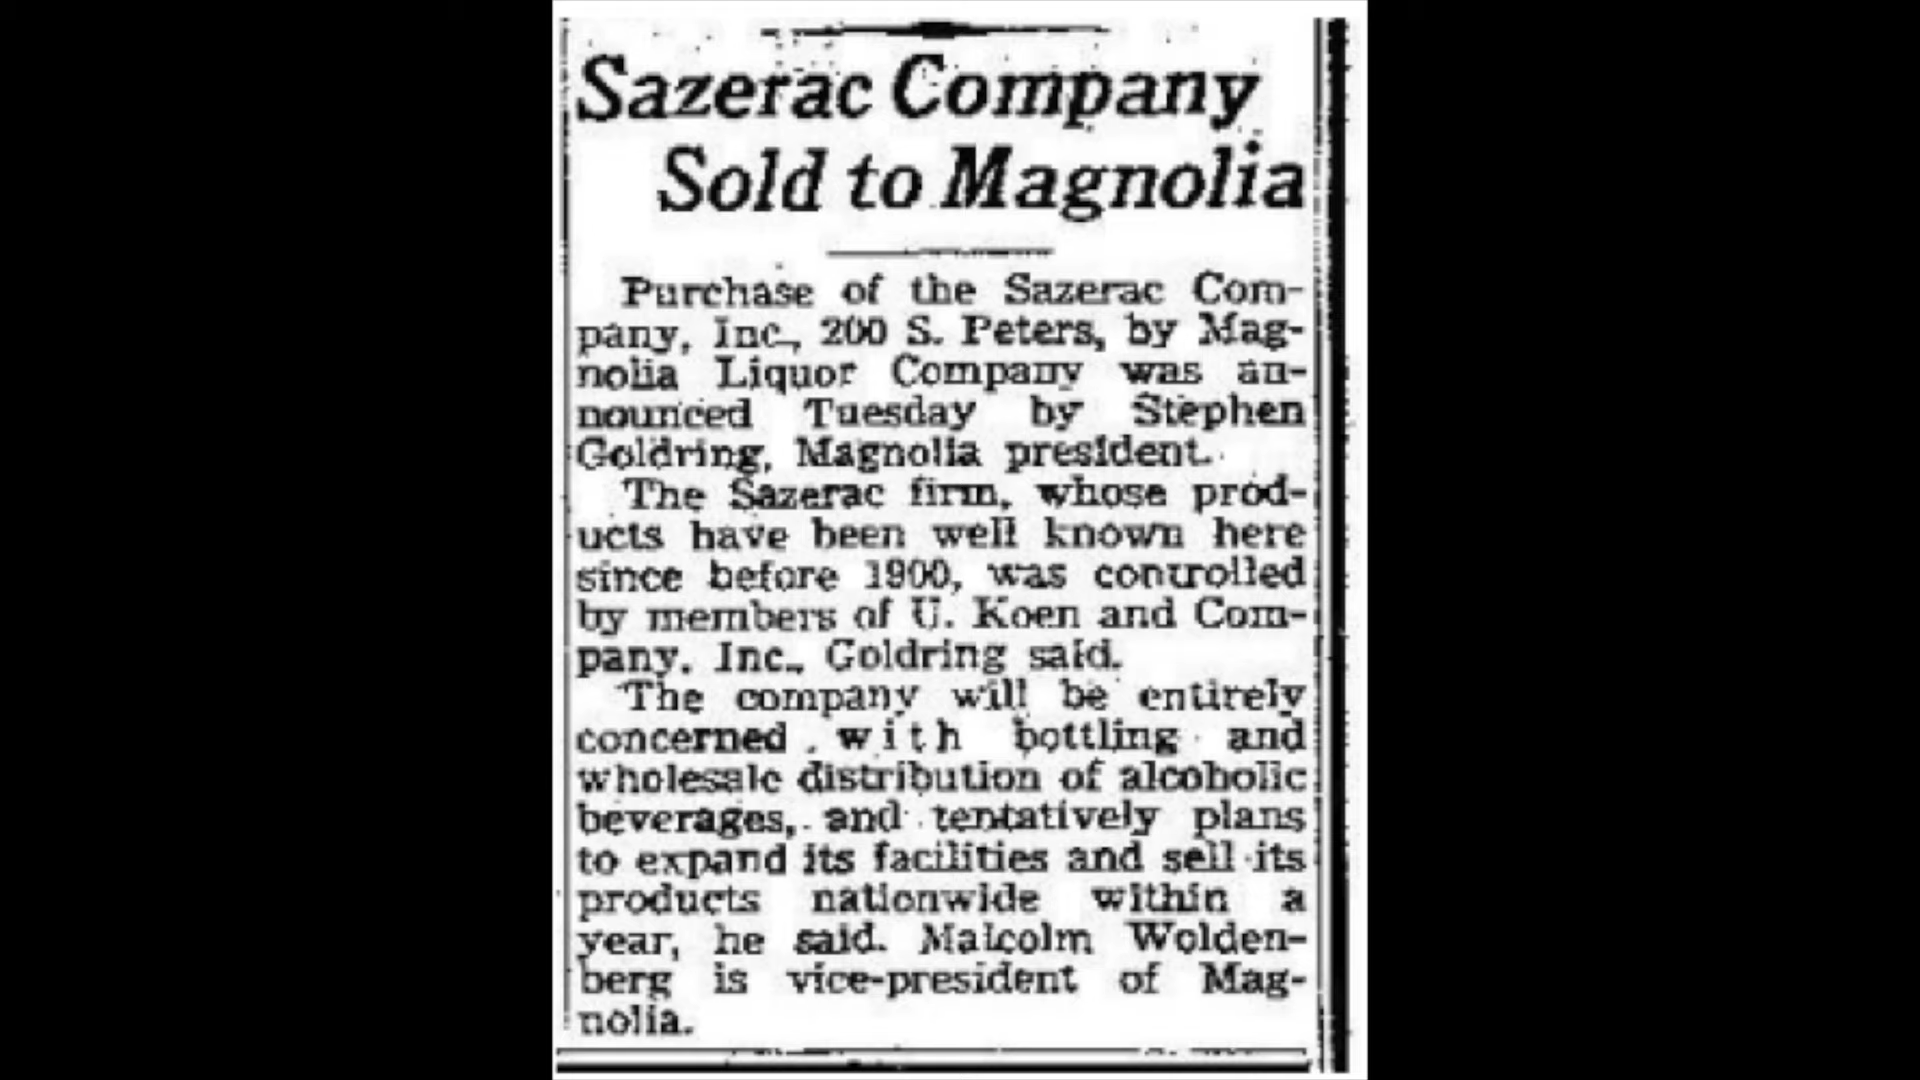 Sazerac Company
Sold to Magnolia
Purchase of the Sazerac Com-
pany, Inc., 200 S. Peters, by Mag-
nolia Liquor Company was an-
nounced Tuesday by Stephen
Goldring, Magnolia president.
The Sazerac firm, whose prod-
ucts have been well known here
since before 1900, was controlled
by members of U. Koen and Com-
pany, Inc., Goldring said.
The company will be entirely
concerned with bottling and
wholesale distribution of alcoholic
beverages, and tentatively plans
to expand its facilities and sell its
products nationwide within a
year, he said. Malcolm Wolden-
berg is vice-president of Mag-
nolia.